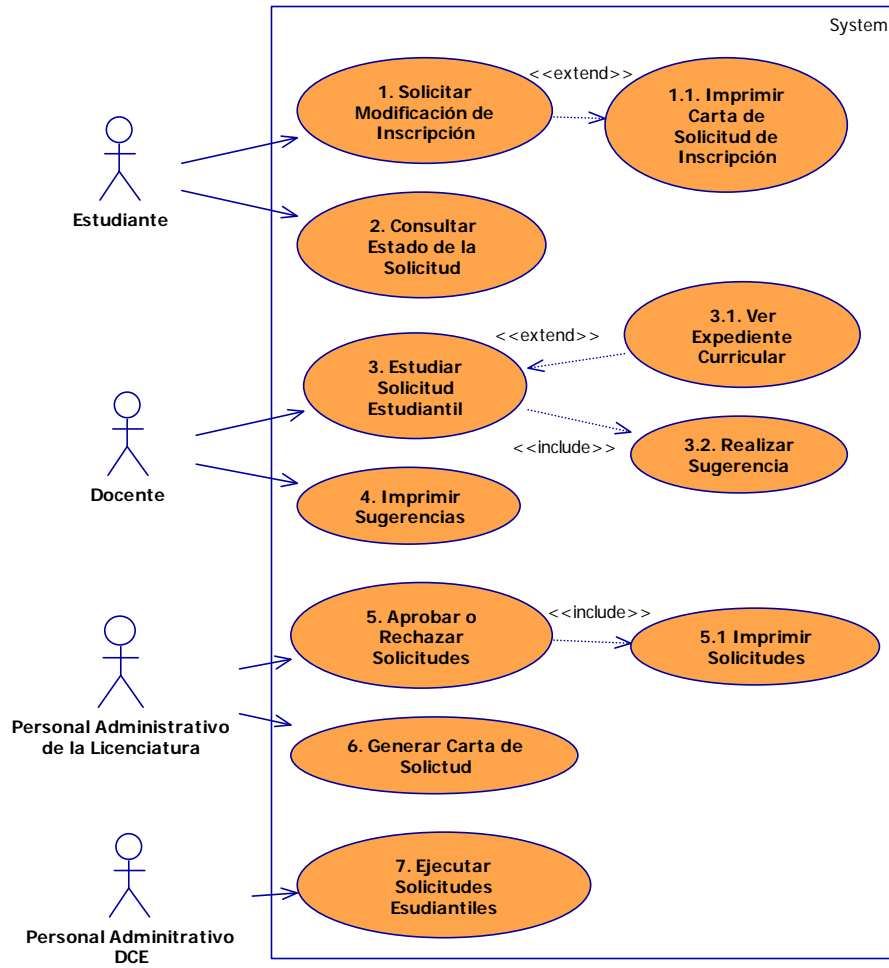 System
<<extend>>
1. Solicitar
Modificación de
Inscripción
1.1. Imprimir
Carta de
Solicitud de
Inscripción
Estudiante
2. Consultar
Estado de la
Solicitud
3.1. Ver
Expediente
Curricular
<<extend>>
3. Estudiar
Solicitud
Estudiantil
<<include>>
3.2. Realizar
Sugerencia
Docente
4. Imprimir
Sugerencias
5. Aprobar o
Rechazar
Solicitudes
<<include>>
5.1 Imprimir
Solicitudes
Personal Administrativo
de la Licenciatura
6. Generar Carta de
Solictud
7. Ejecutar
Solicitudes
Esudiantiles
Personal Adminitrativo
DCE